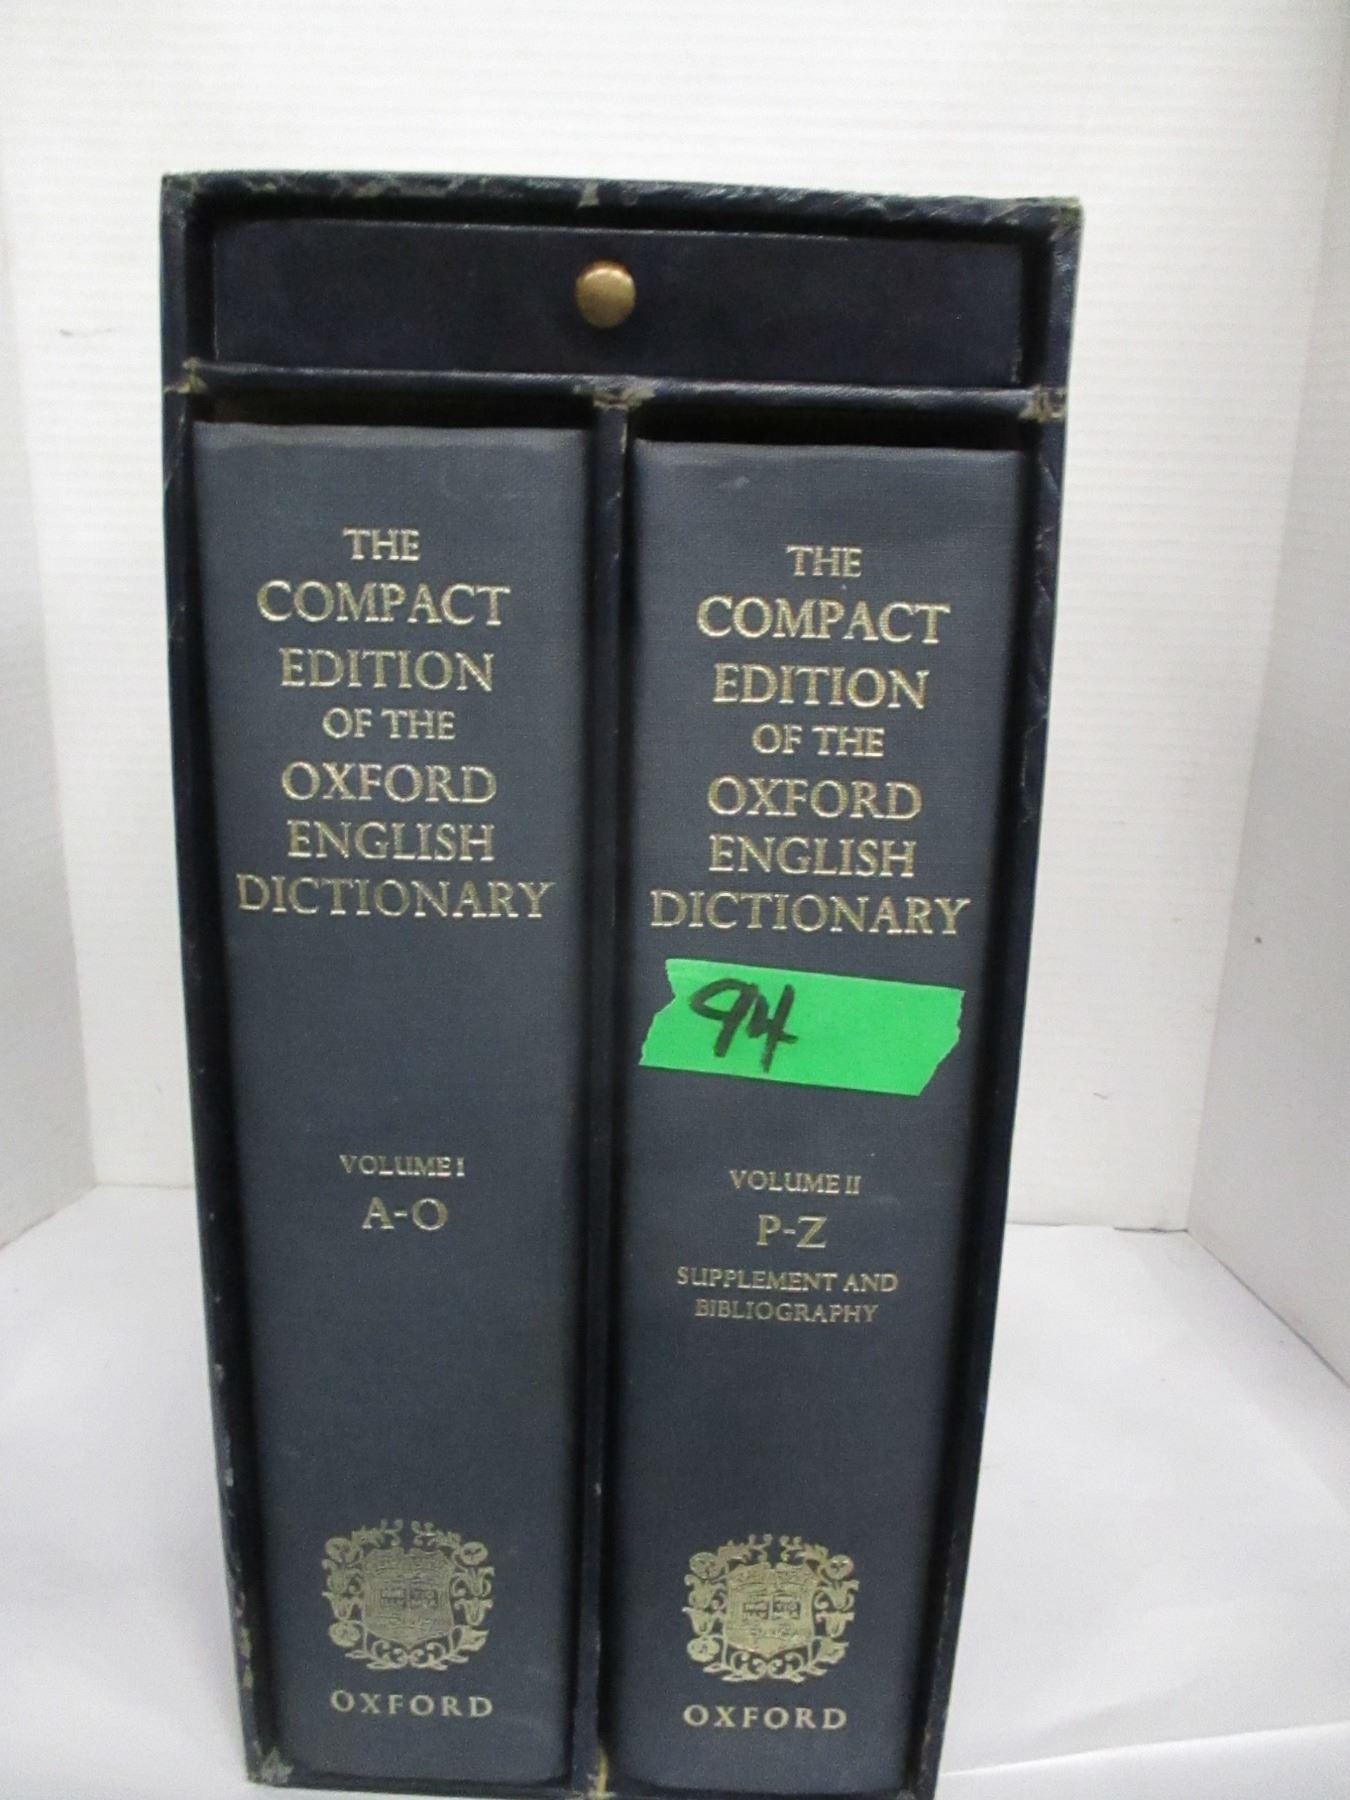 THE
COMPACT
EDITION
OF THE
OXFORD
ENGLISH
DICTIONARY
VOLUME I
A-O
OXFORD
THE
COMPACT
EDITION
OF THE
OXFORD
ENGLISH
DICTIONARY
94
VOLUME II
P-Z
SUPPLEMENT AND
BIBLIOGRAPHY
OXFORD